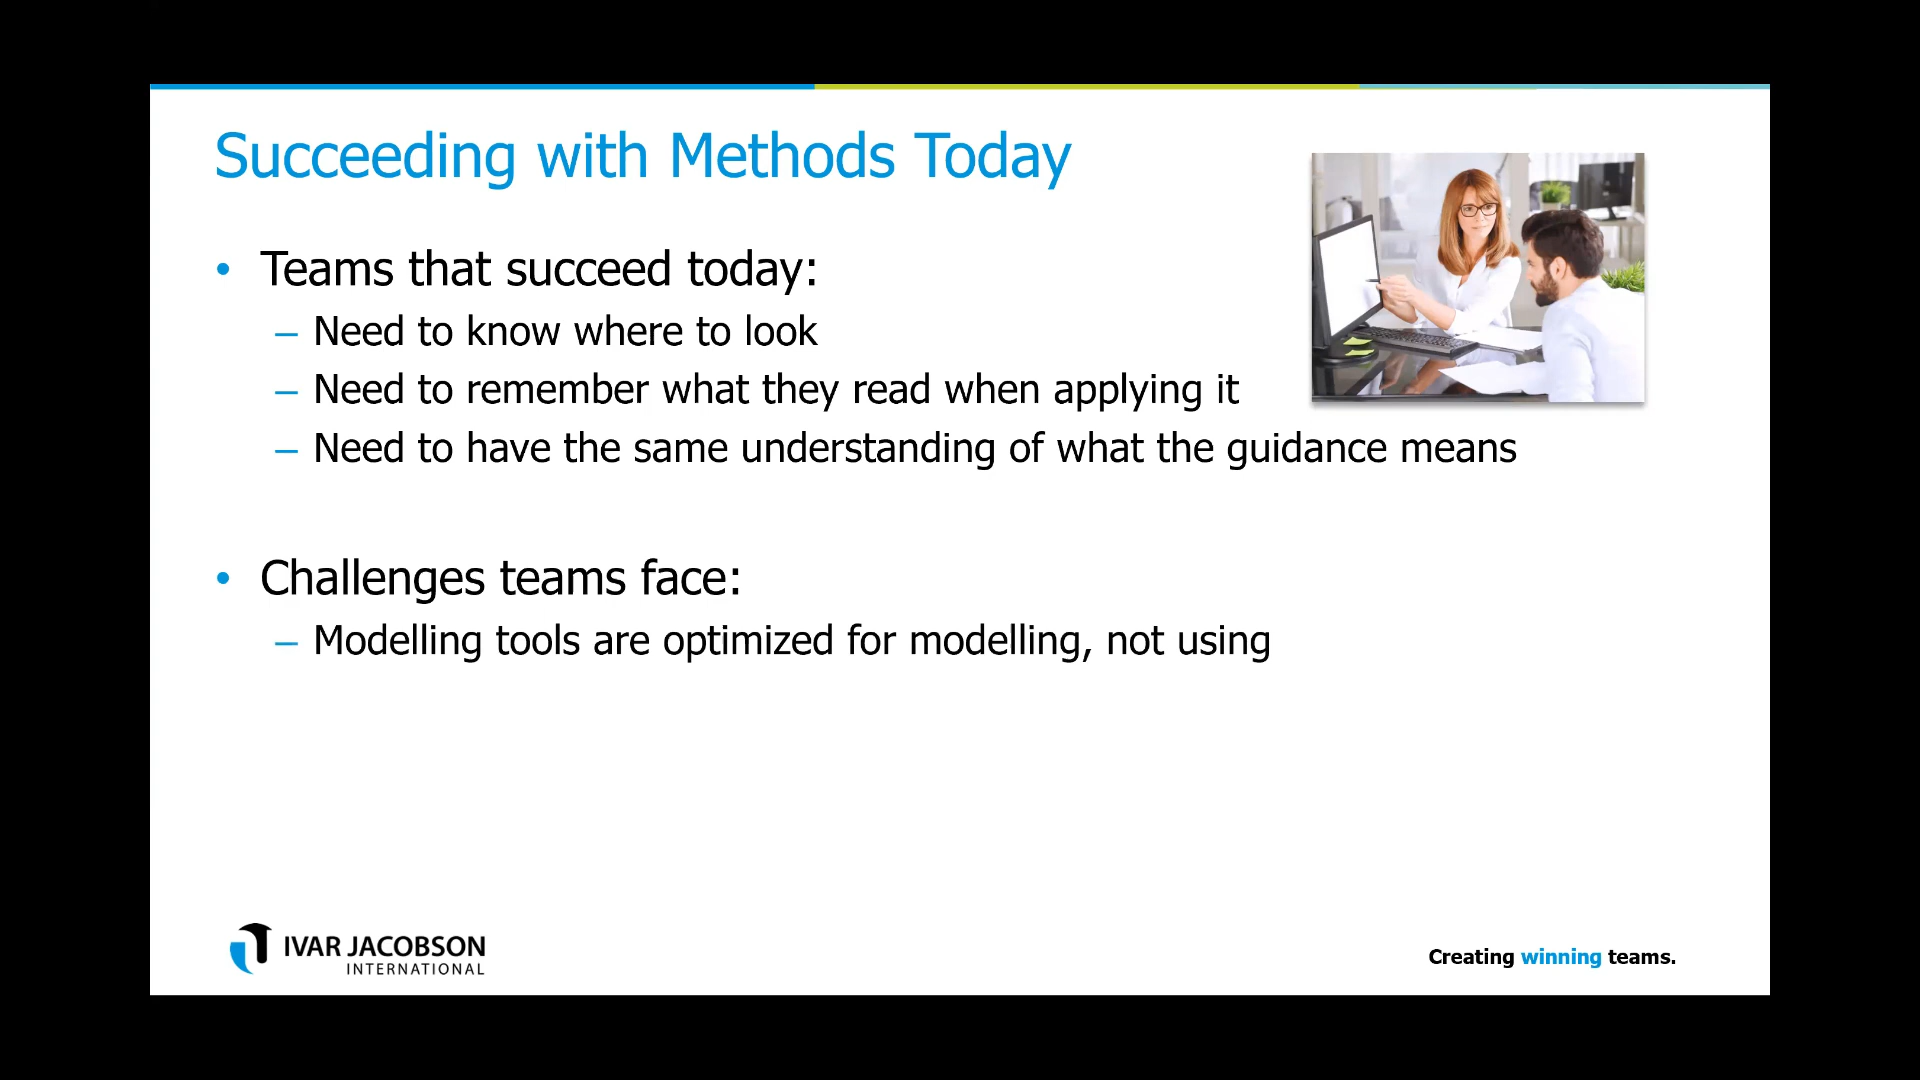 Succeeding with Methods Today
• Teams that succeed today:
– Need to know where to look
– Need to remember what they read when applying it
– Need to have the same understanding of what the guidance means
• Challenges teams face:
– Modelling tools are optimized for modelling, not using
IVAR JACOBSON
INTERNATIONAL
Creating winning teams.